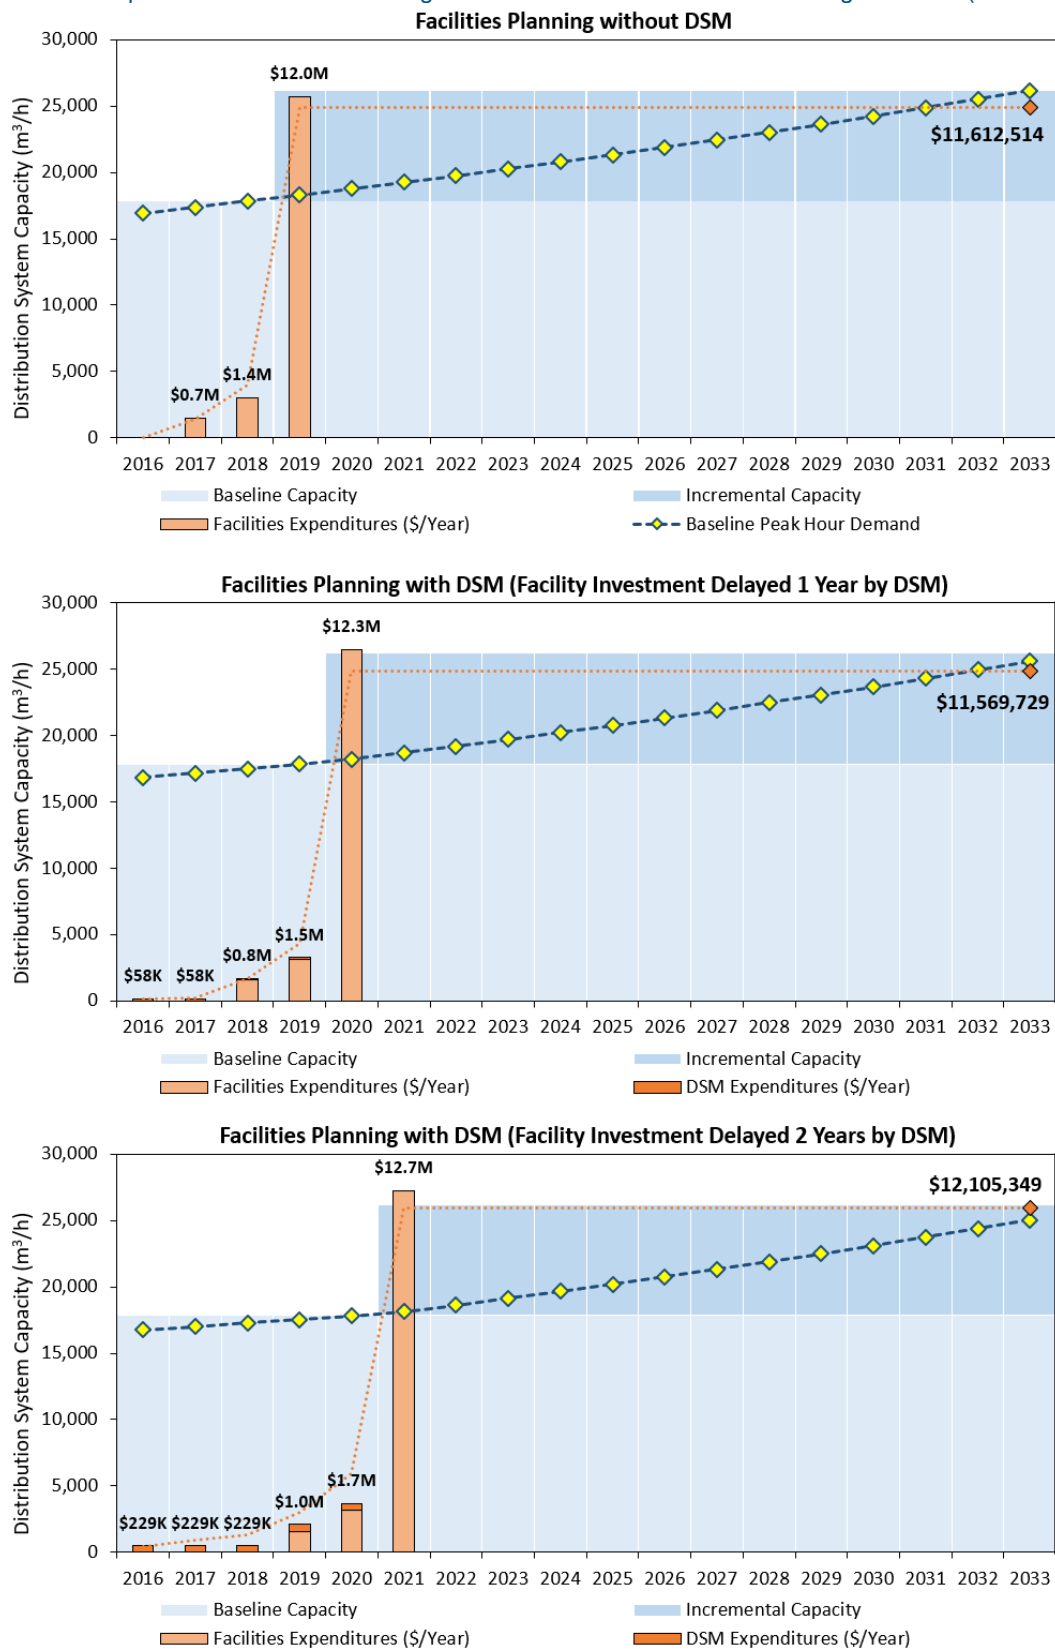 Facilities Planning without DSM
Distribution System Capacity (m³/h)
30,000
25,000
20,000
15,000
10,000
5,000
0
$0.7M
$1.4M
$12.0M
$11,612,514
2016 2017 2018 2019 2020 2021 2022 2023 2024 2025 2026 2027 2028 2029 2030 2031 2032 2033
Baseline Capacity
Incremental Capacity
Facilities Expenditures ($/Year)
Baseline Peak Hour Demand
Facilities Planning with DSM (Facility Investment Delayed 1 Year by DSM)
Distribution System Capacity (m³/h)
30,000
25,000
20,000
15,000
10,000
5,000
0
$58K
$58K
$0.8M
$1.5M
$12.3M
$11,569,729
2016 2017 2018 2019 2020 2021 2022 2023 2024 2025 2026 2027 2028 2029 2030 2031 2032 2033
Baseline Capacity
Incremental Capacity
Facilities Expenditures ($/Year)
DSM Expenditures ($/Year)
Facilities Planning with DSM (Facility Investment Delayed 2 Years by DSM)
Distribution System Capacity (m³/h)
30,000
25,000
20,000
15,000
10,000
5,000
0
$229K
$229K
$229K
$1.0M
$1.7M
$12.7M
$12,105,349
2016 2017 2018 2019 2020 2021 2022 2023 2024 2025 2026 2027 2028 2029 2030 2031 2032 2033
Baseline Capacity
Incremental Capacity
Facilities Expenditures ($/Year)
DSM Expenditures ($/Year)